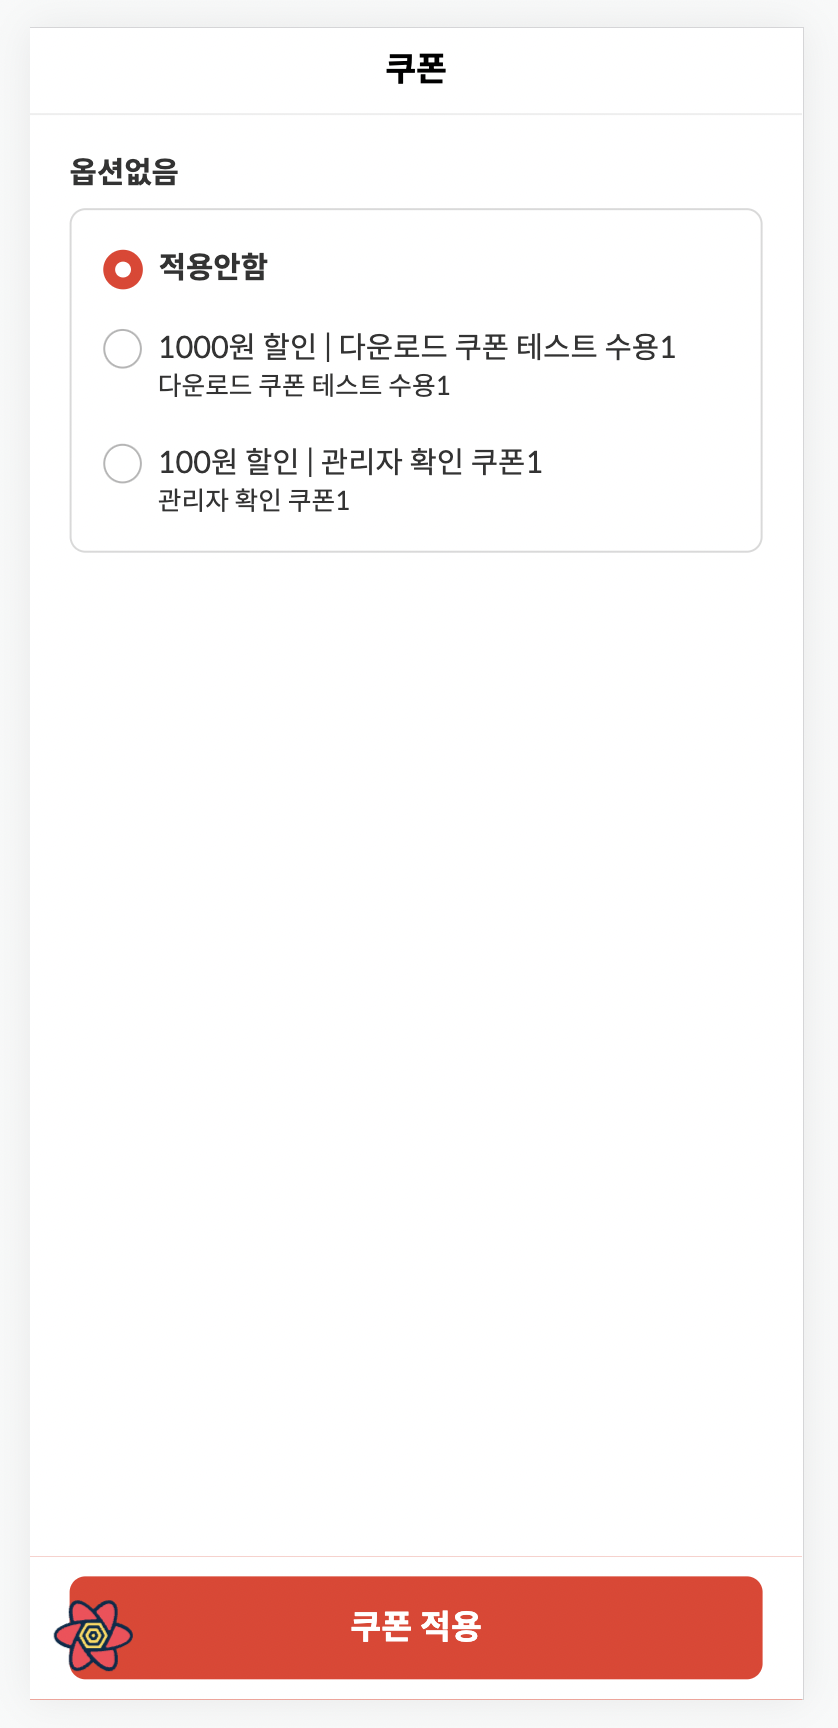 쿠폰
옵션없음
적용안함
1000원 할인 | 다운로드 쿠폰 테스트 수용1
다운로드 쿠폰 테스트 수용1
100원 할인 | 관리자 확인 쿠폰1
관리자 확인 쿠폰1
쿠폰 적용